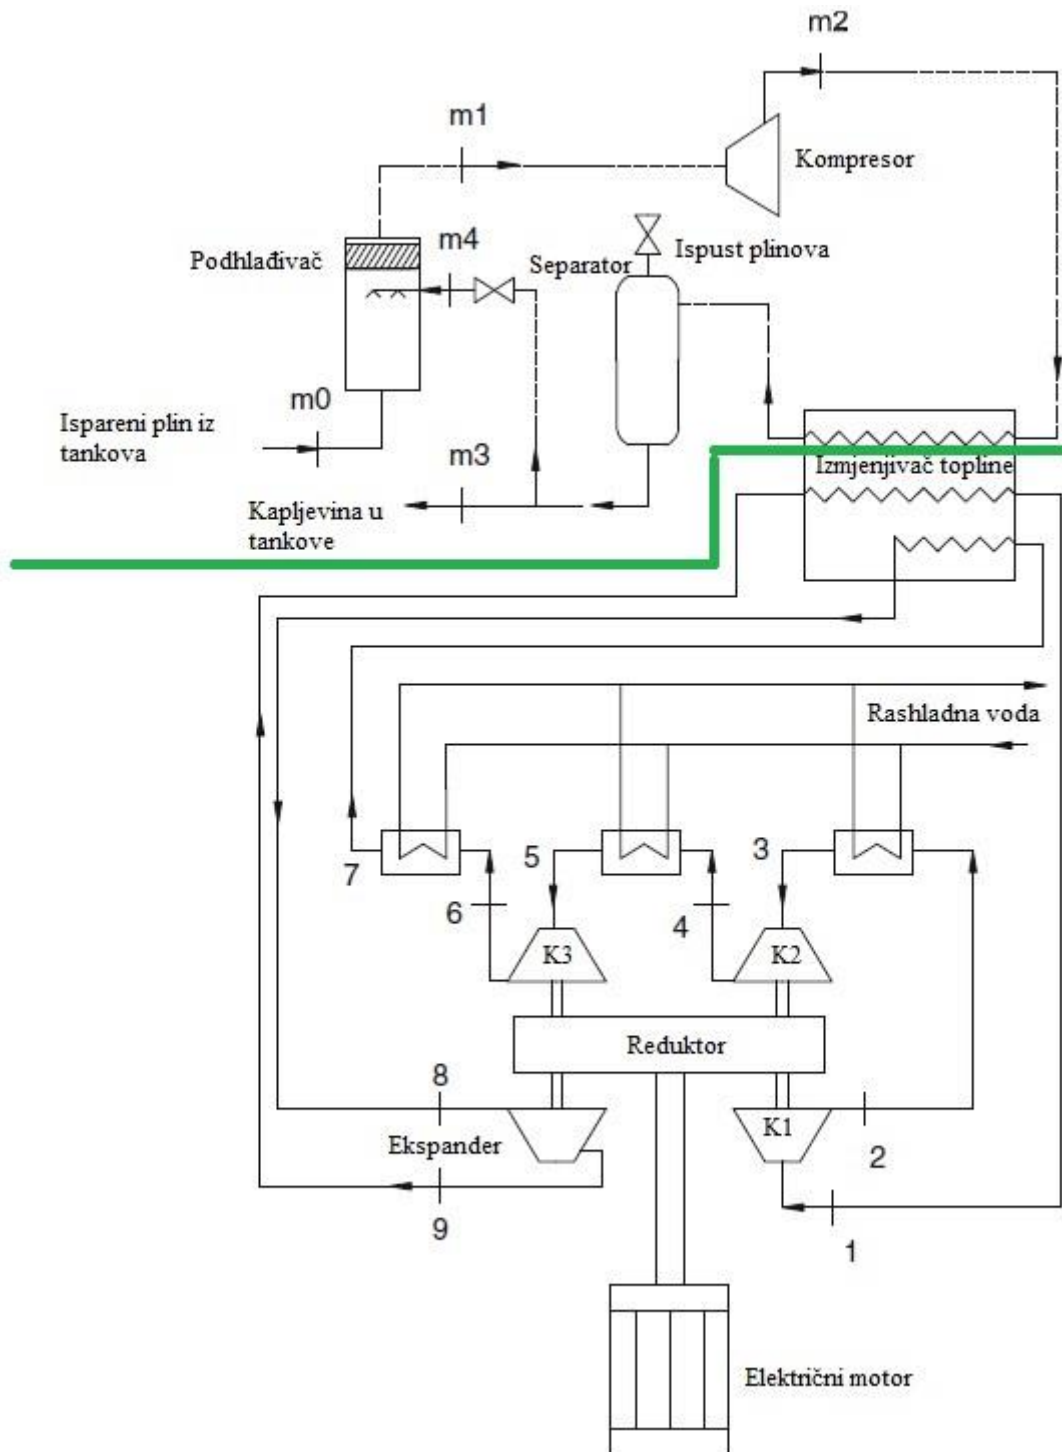 m2
m1
Kompresor
m4
Podhlađivač
Separator
Ispust plinova
m0
Ispareni plin iz
tankova
m3
Izmjenjivač topline
Kapljevina u
tankove
Rashladna voda
7
5
3
6
4
K3
K2
Reduktor
8
Ekspander
K1
2
9
1
Električni motor